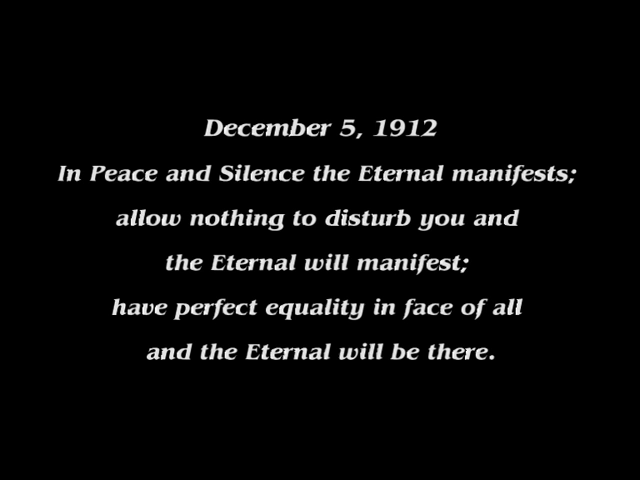 December 5, 1912
In Peace and Silence the Eternal manifests;
allow nothing to disturb you and
the Eternal will manifest;
have perfect equality in face of all
and the Eternal will be there.